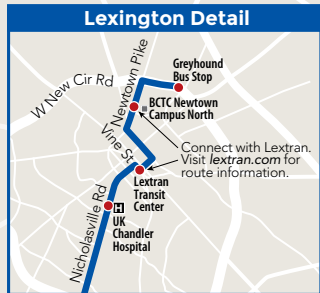 Lexington Detail
Greyhound
Bus Stop
Newtown Pike
W New Cir Rd
BCTC Newtown
Campus North
Connect with Lextran.
Visit lextran.com for
route information.
Vine St
Lextran
Transit
Center
Nicholasville Rd
H
UK
Chandler
Hospital